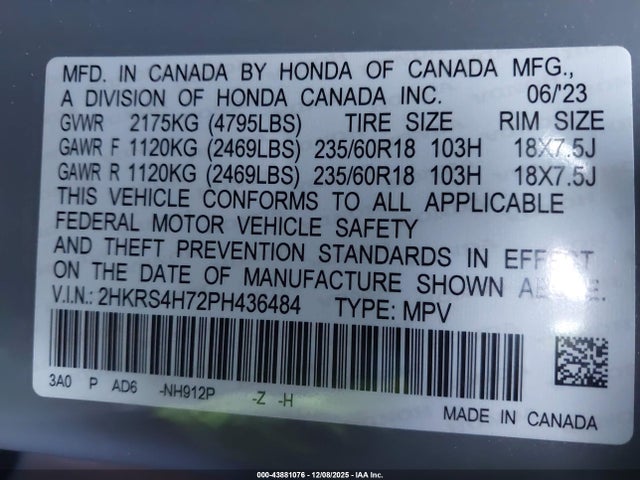 MFD. IN CANADA BY HONDA OF CANADA MFG.,
A DIVISION OF HONDA CANADA INC. 06/'23
GVWR 2175KG (4795LBS) TIRE SIZE RIM SIZE
GAWR F 1120KG (2469LBS) 235/60R18 103H 18X7.5J
GAWR R 1120KG (2469LBS) 235/60R18 103H 18X7.5J
THIS VEHICLE CONFORMS TO ALL APPLICABLE
FEDERAL MOTOR VEHICLE SAFETY
AND THEFT PREVENTION STANDARDS IN EFFECT
ON THE DATE OF MANUFACTURE SHOWN ABOVE.
V.I.N.: 2HKRS4H72PH436484 TYPE: MPV
3A0 P AD6 -NH912P -Z -H
MADE IN CANADA
000-43881076 - 12/08/2025 - IAA Inc.